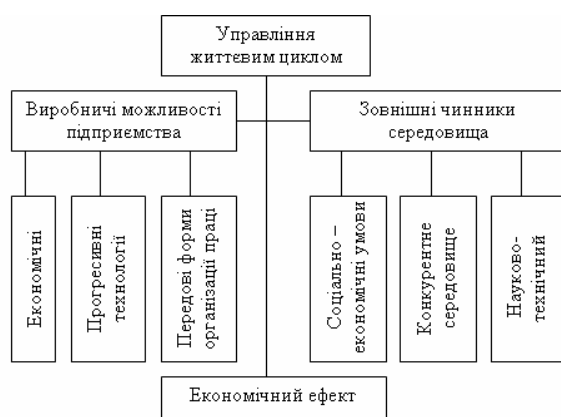 Управління
життєвим циклом
Виробничі можливості
підприємства
Зовнішні чинники
середовища
Економічні
Прогресивні
технології
Передові форми
організації праці
Соціально –
економічні умови
Конкурентне
середовище
Науково-
технічний
Економічний ефект